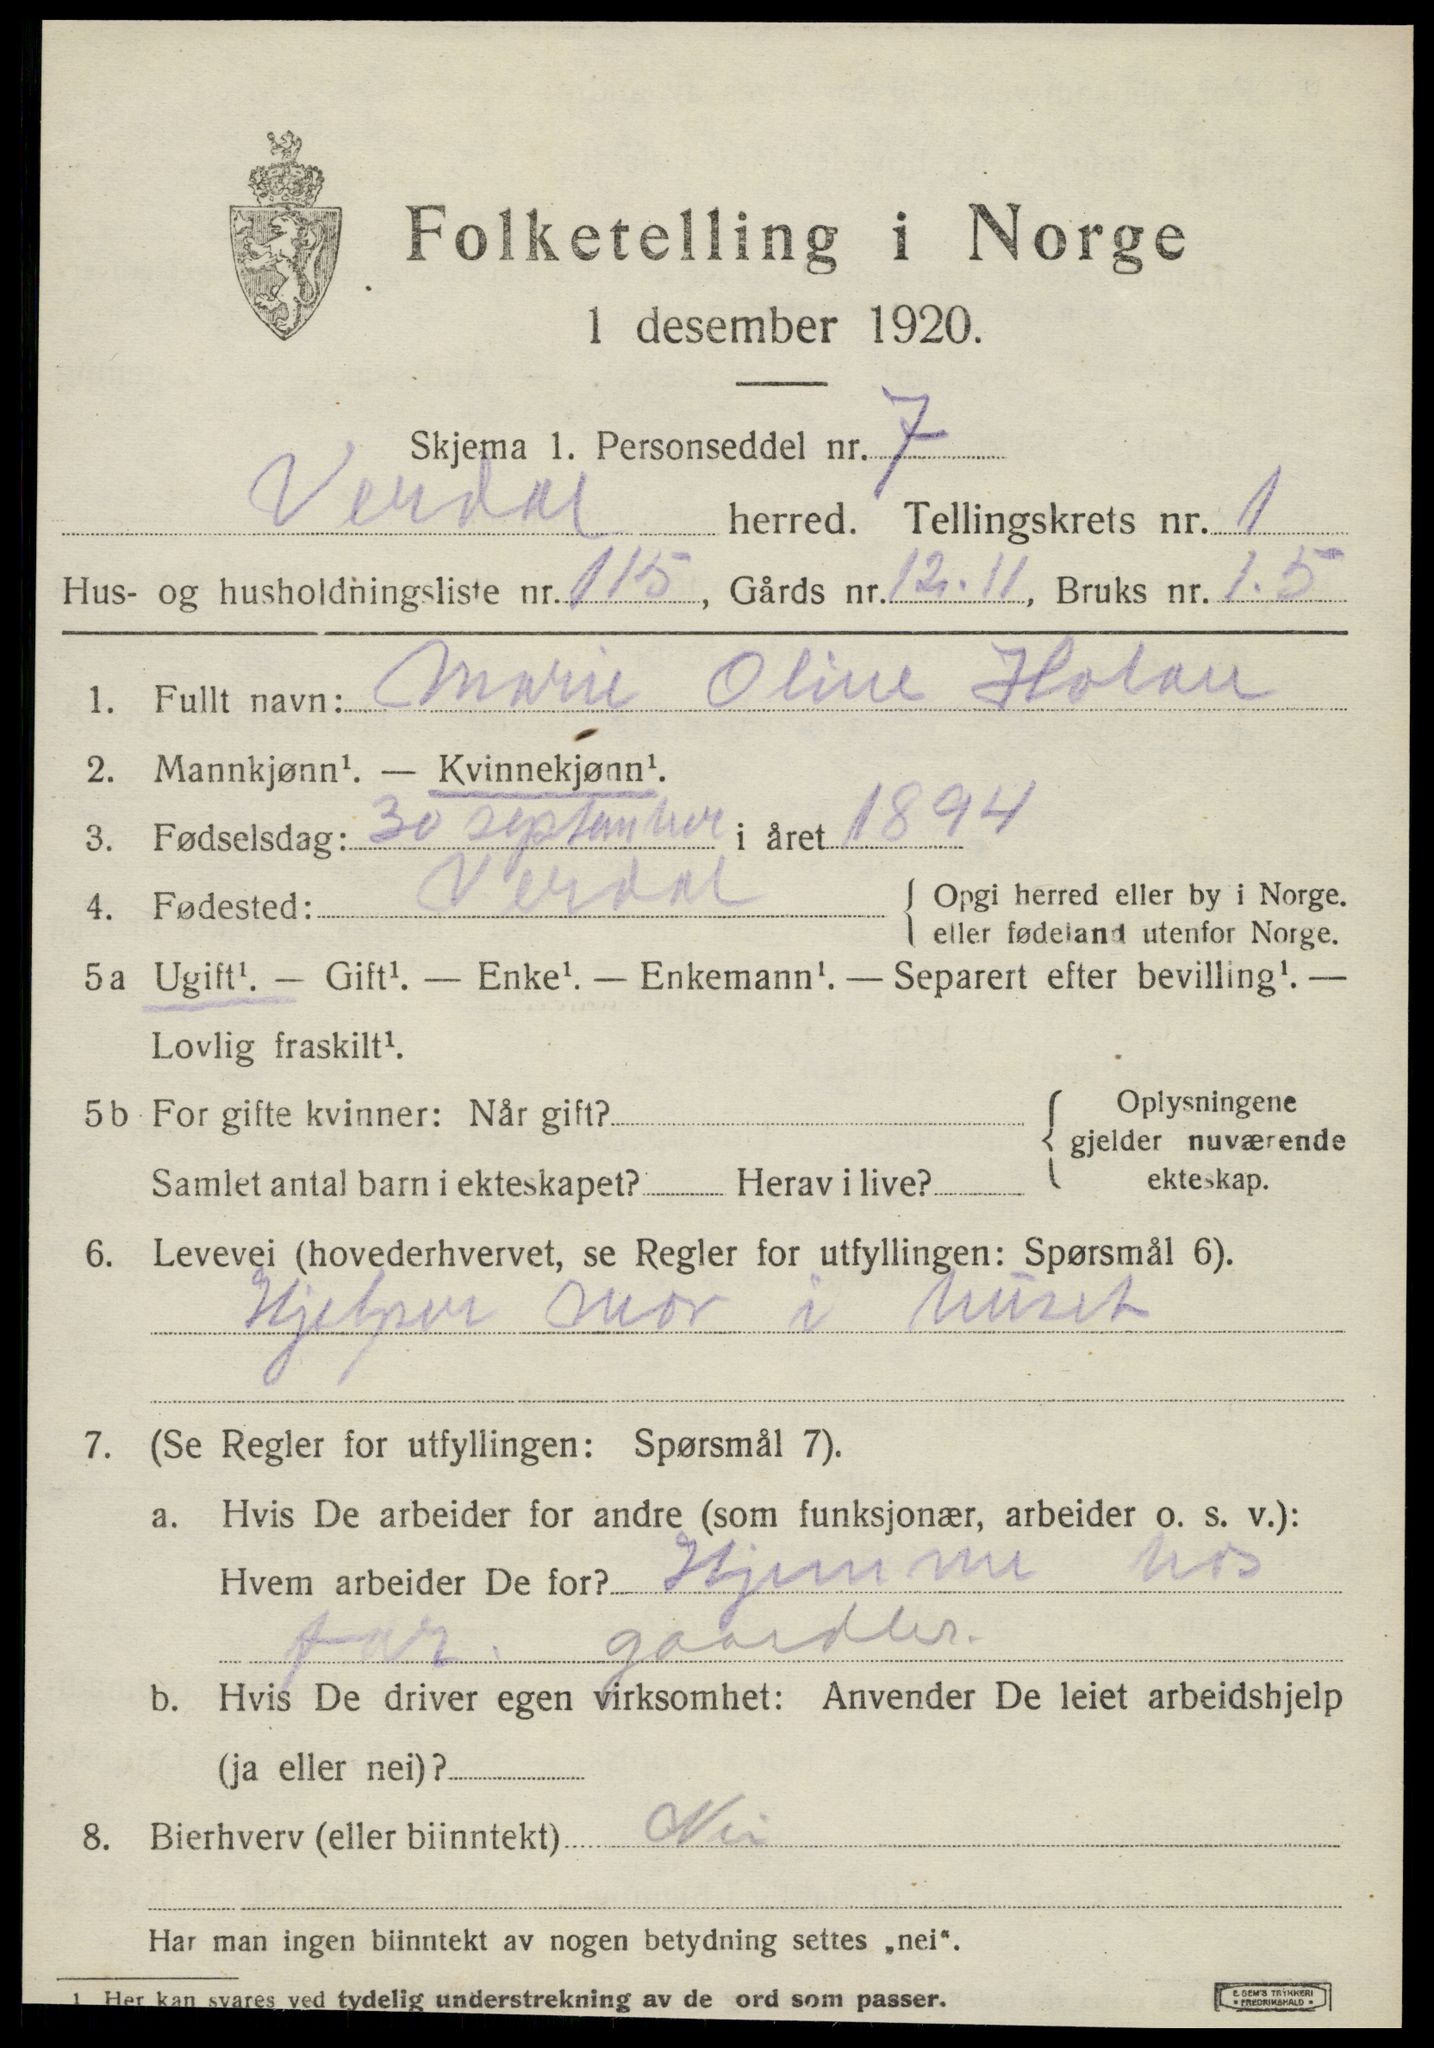 Folketelling i Norge
1 desember 1920.
Skjema 1. Personseddel nr. 7
Verdal herred. Tellingskrets nr. 1
Hus- og husholdningsliste nr. 115, Gårds nr. 12.11, Bruks nr. 1.5
1. Fullt navn: Marie Oline Holan
2. Mannkjønn¹. — Kvinnekjønn¹.
3. Fødselsdag: 30 september i året 1894
4. Fødested: Verdal { Opgi herred eller by i Norge.
eller fødeland utenfor Norge.
5a Ugift¹. — Gift¹. — Enke¹. — Enkemann¹. — Separert efter bevilling¹. —
Lovlig fraskilt¹.
5b For gifte kvinner: Når gift? { Oplysningene
gjelder nuværende
Samlet antal barn i ekteskapet? Herav i live? ekteskap.
6. Levevei (hovederhvervet, se Regler for utfyllingen: Spørsmål 6).
Hjelper mor i huset
7. (Se Regler for utfyllingen: Spørsmål 7).
a. Hvis De arbeider for andre (som funksjonær, arbeider o. s. v.):
Hvem arbeider De for? Hjemme hos
far. gaardbr.
b. Hvis De driver egen virksomhet: Anvender De leiet arbeidshjelp
(ja eller nei)?
8. Bierhverv (eller biinntekt) Nei
Har man ingen biinntekt av nogen betydning settes „nei“.
1 Her kan svares ved tydelig understrekning av de ord som passer.
E. SEM'S TRYKKERI
FREDRIKSHALD